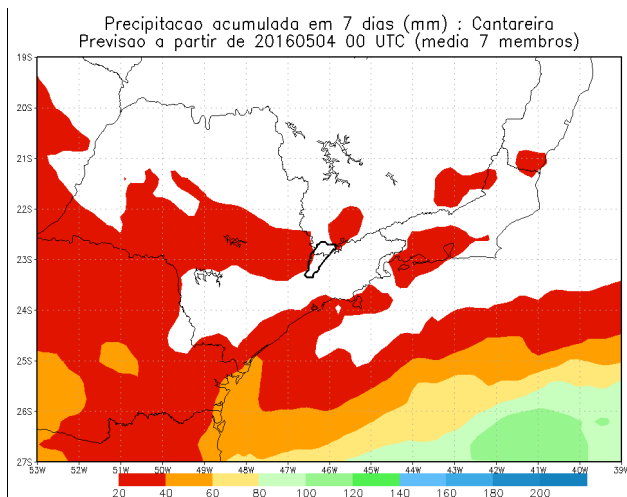 Precipitacao acumulada em 7 dias (mm) : Cantareira
Previsao a partir de 20160504 00 UTC (media 7 membros)
19S
20S
21S
22S
23S
24S
25S
26S
27S
53W 52W 51W 50W 49W 48W 47W 46W 45W 44W 43W 42W 41W 40W 39W
20 40 60 80 100 120 140 160 180 200